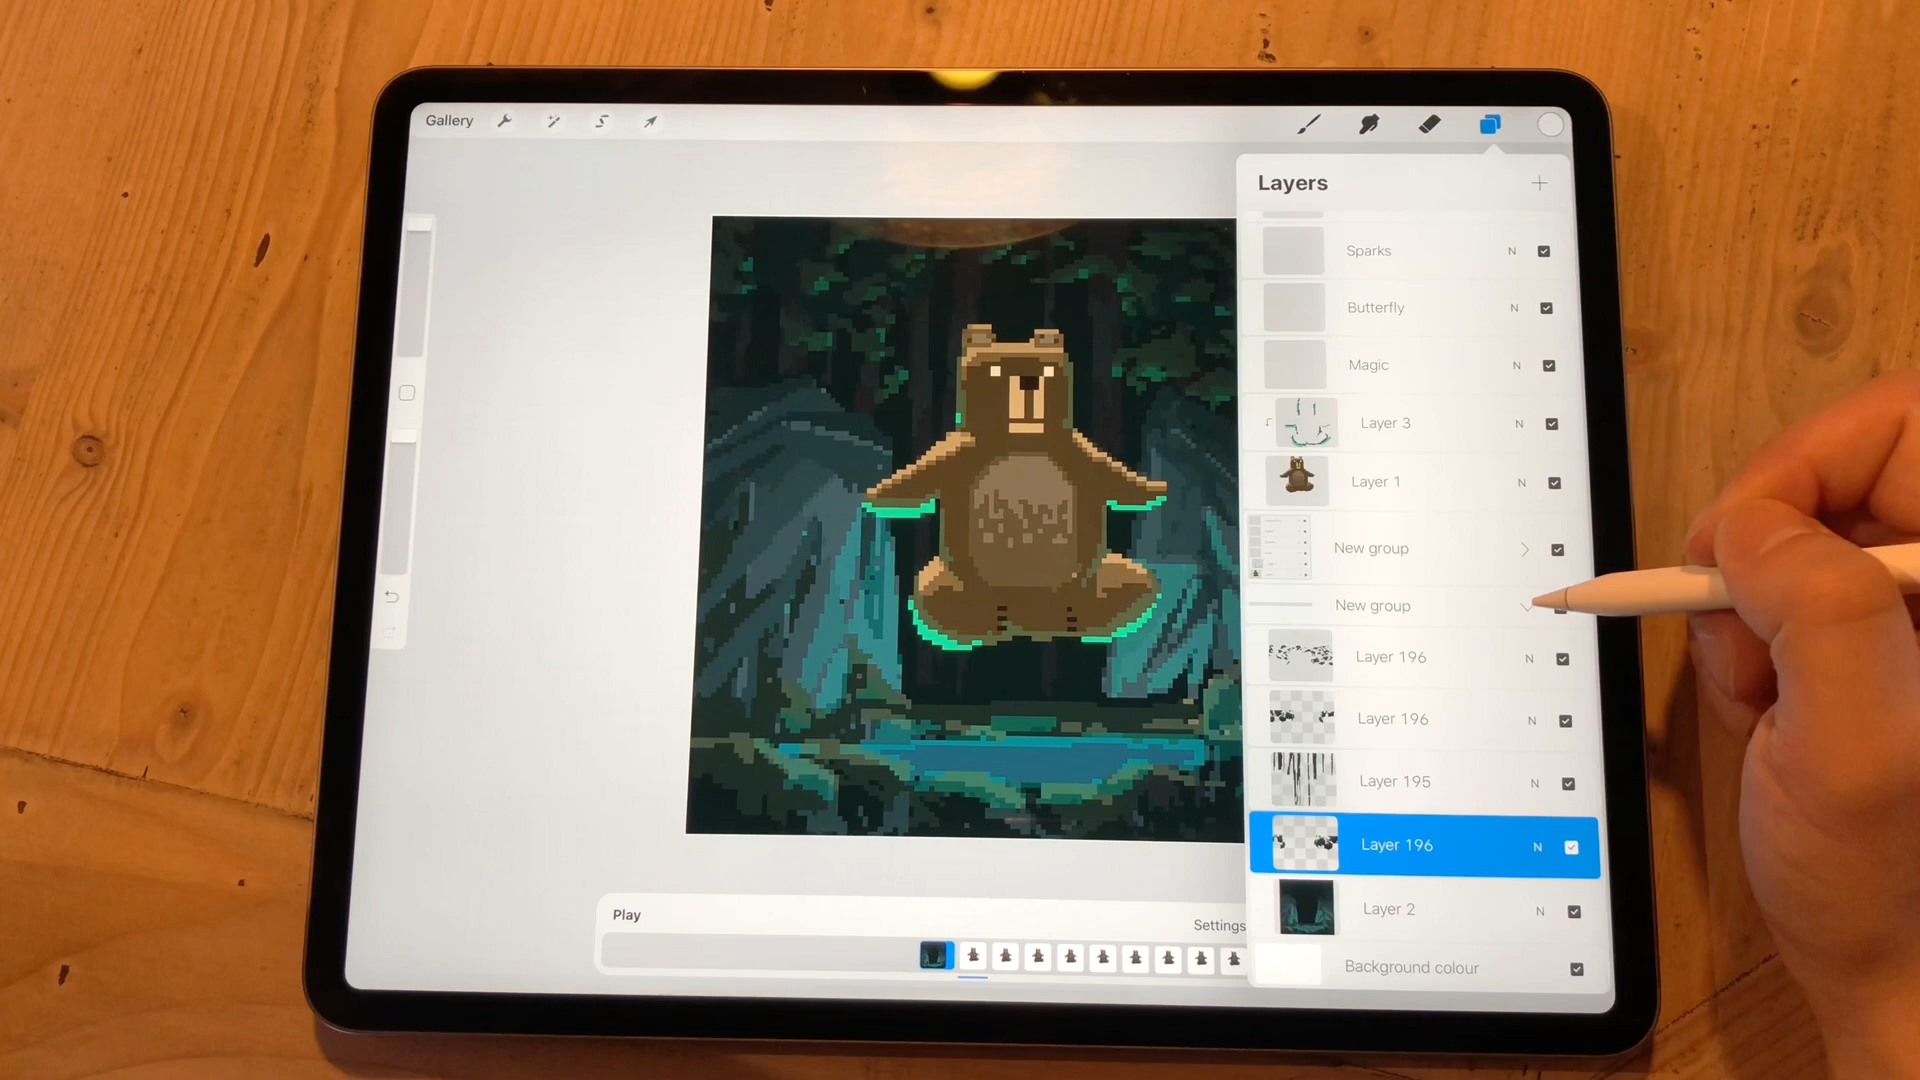 Gallery
Layers
Sparks N
Butterfly N
Magic N
Layer 3 N
Layer 1 N
New group
New group
Layer 196 N
Layer 196 N
Layer 195 N
Layer 196 N
Layer 2 N
Background colour
Play
Settings